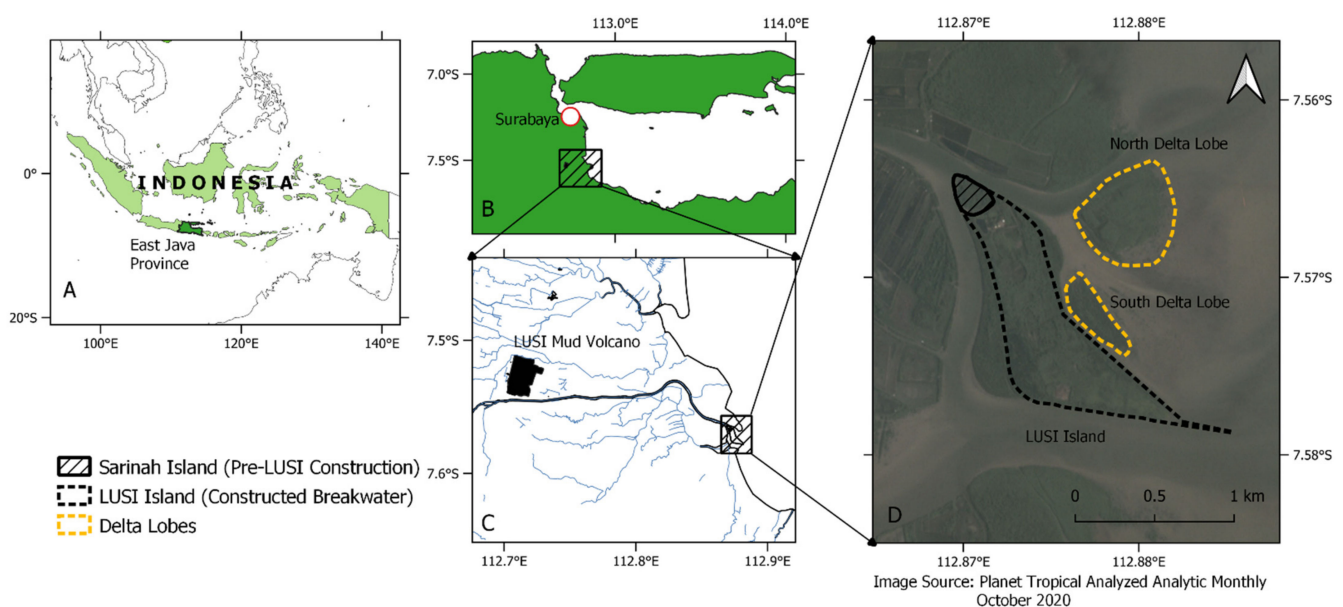 0°
20°S
100°E
120°E
140°E
INDONESIA
East Java
Province
A
113.0°E
114.0°E
7.0°S
7.5°S
Surabaya
B
7.5°S
7.6°S
112.7°E
112.8°E
112.9°E
LUSI Mud Volcano
C
112.87°E
112.88°E
7.56°S
7.57°S
7.58°S
North Delta Lobe
South Delta Lobe
LUSI Island
0 0.5 1 km
D
112.87°E
112.88°E
Sarinah Island (Pre-LUSI Construction)
LUSI Island (Constructed Breakwater)
Delta Lobes
Image Source: Planet Tropical Analyzed Analytic Monthly
October 2020